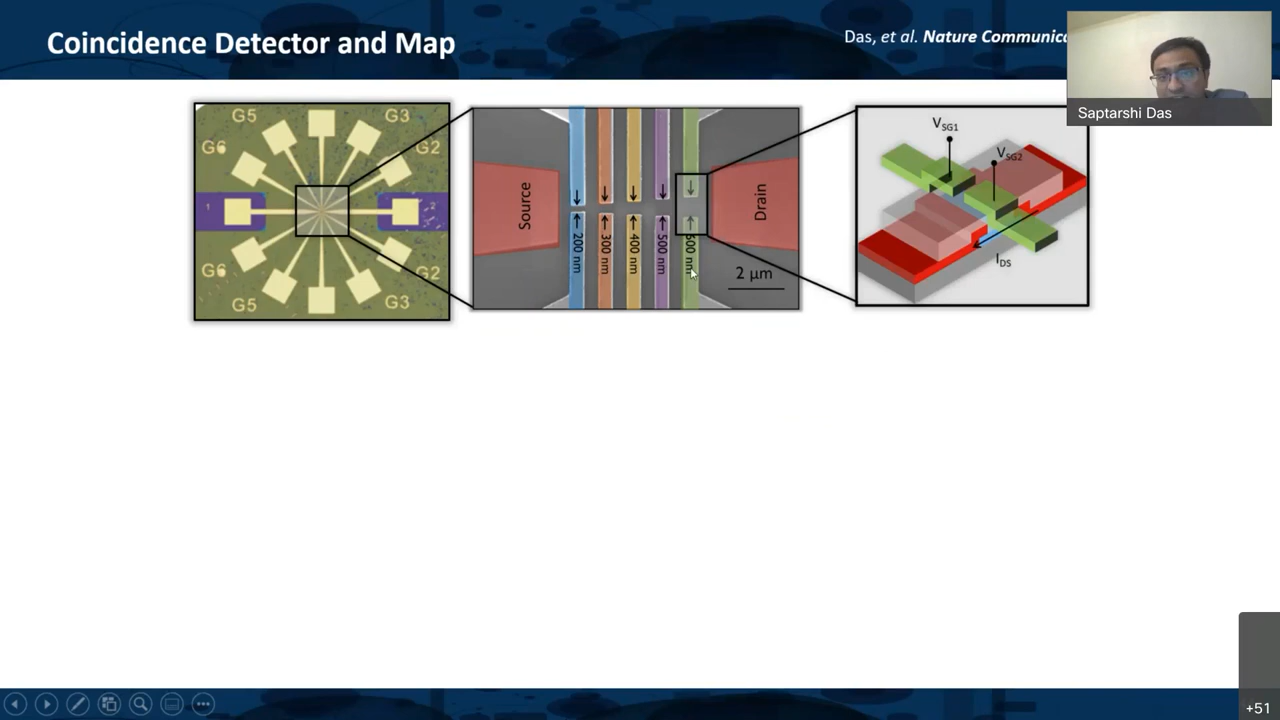 Coincidence Detector and Map
Das, et al. Nature Communic
Saptarshi Das
G5
G3
G6
G2
1
2
G6
G2
G5
G3
Source
200 nm
300 nm
400 nm
500 nm
600 nm
Drain
2 μm
VSG1
VSG2
IDS
+51